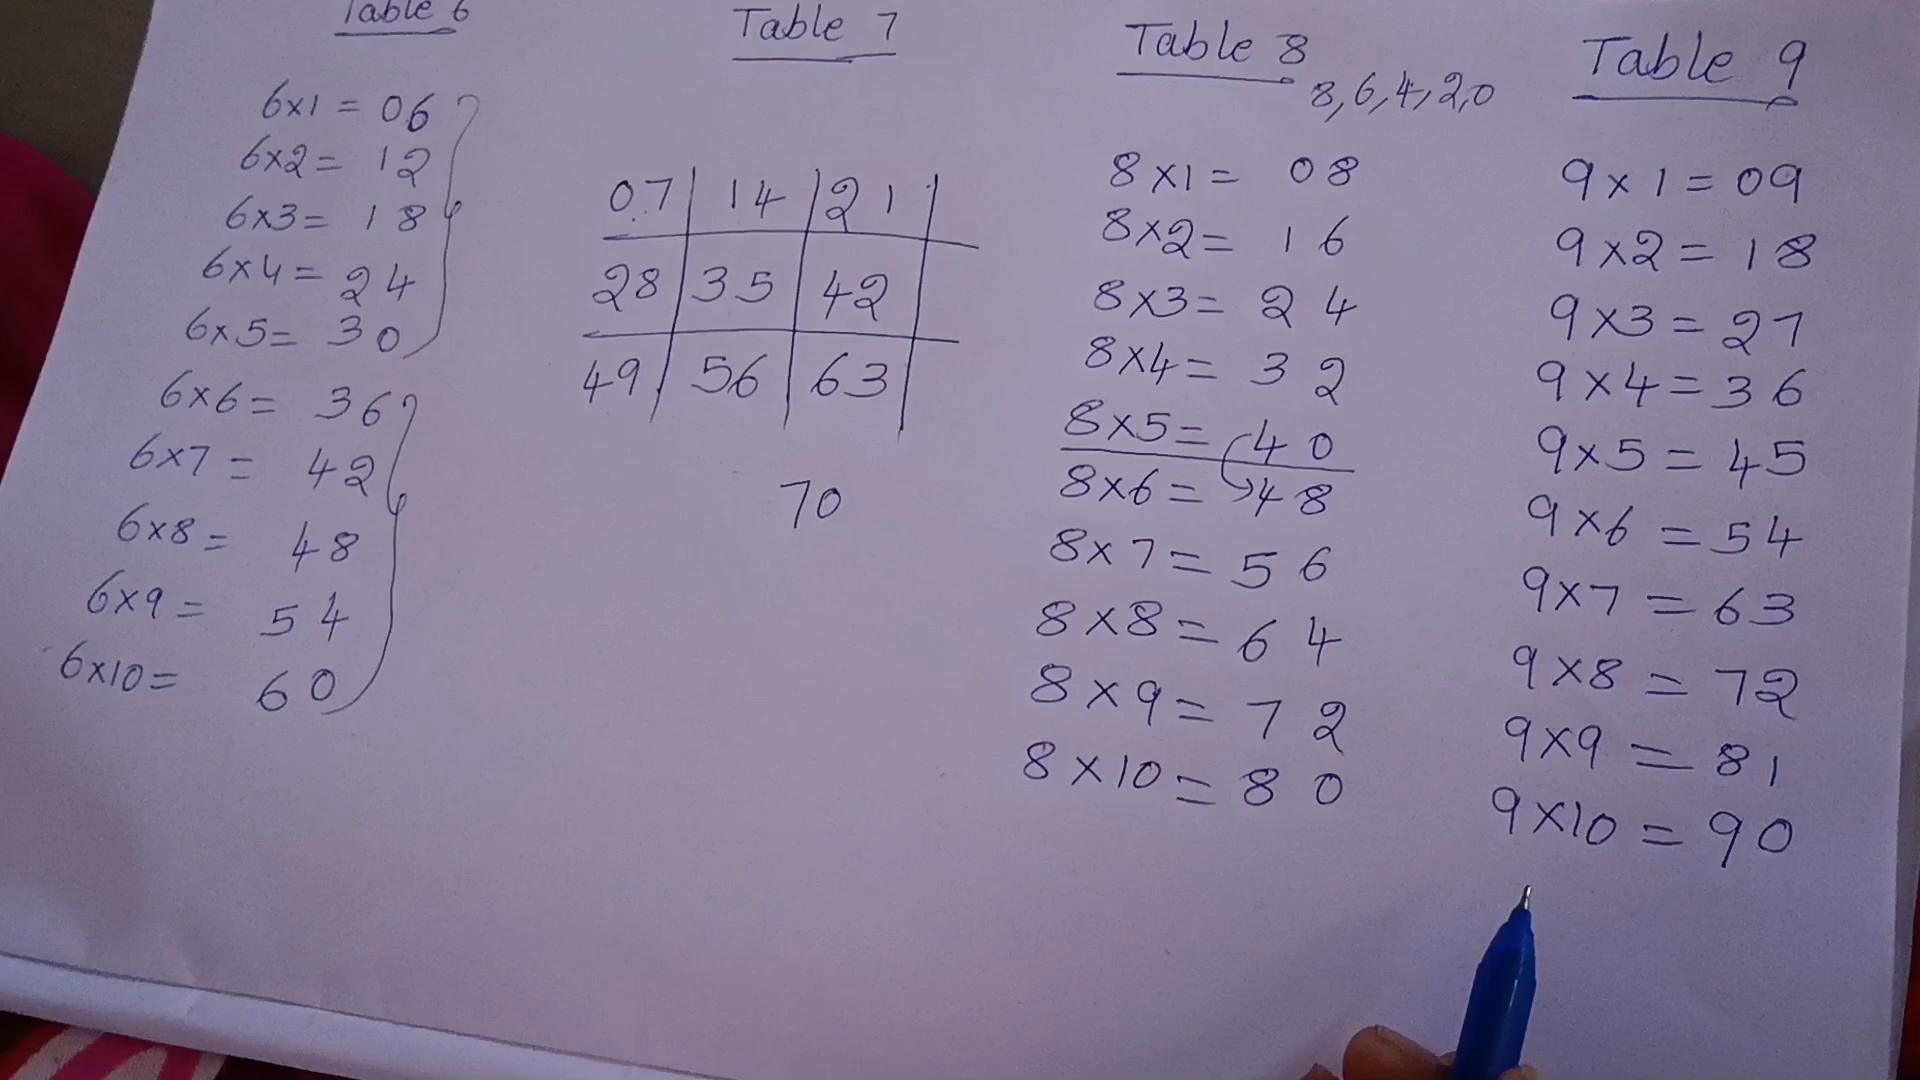 Table 6
6x1 = 06
6x2 = 12
6x3 = 18
6x4 = 24
6x5 = 30
6x6 = 36
6x7 = 42
6x8 = 48
6x9 = 54
6x10 = 60
Table 7
07 14 21
28 35 42
49 56 63
70
Table 8
8,6,4,2,0
8x1 = 08
8x2 = 16
8x3 = 24
8x4 = 32
8x5 = 40
8x6 = 48
8x7 = 56
8x8 = 64
8x9 = 72
8x10 = 80
Table 9
9x1 = 09
9x2 = 18
9x3 = 27
9x4 = 36
9x5 = 45
9x6 = 54
9x7 = 63
9x8 = 72
9x9 = 81
9x10 = 90